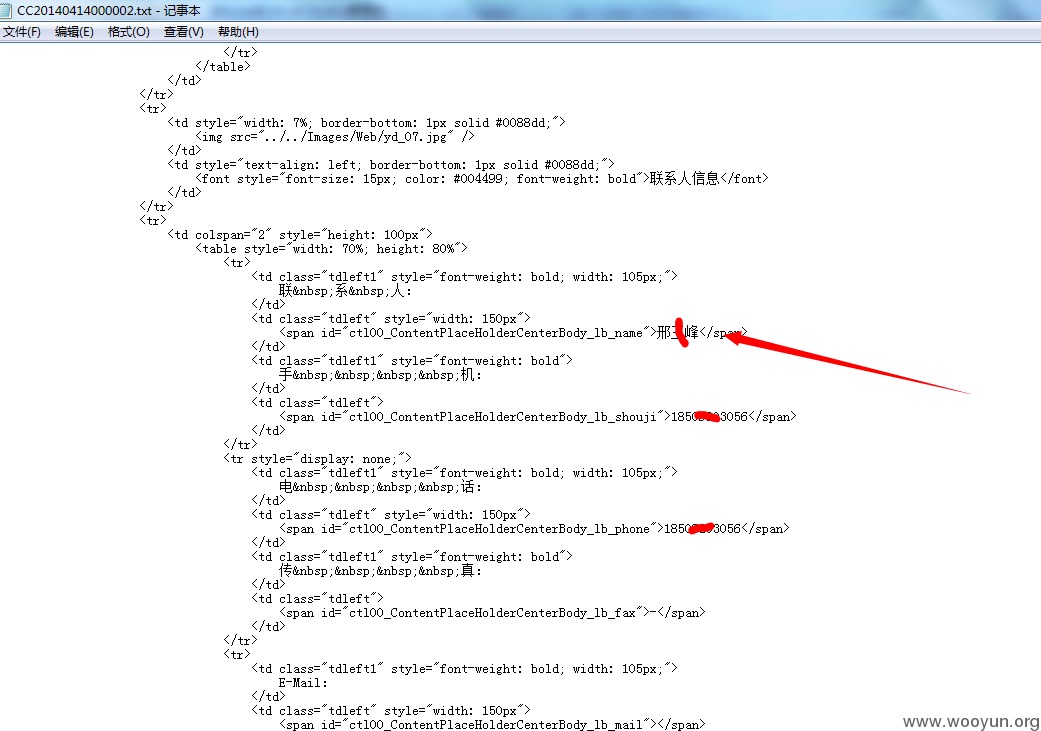 CC20140414000002.txt - 记事本
文件(F) 编辑(E) 格式(O) 查看(V) 帮助(H)
</tr>
</table>
</td>
</tr>
<tr>
<td style="width: 7%; border-bottom: 1px solid #0088dd;">
<img src="../../Images/Web/yd_07.jpg" />
</td>
<td style="text-align: left; border-bottom: 1px solid #0088dd;">
<font style="font-size: 15px; color: #004499; font-weight: bold">联系人信息</font>
</td>
</tr>
<tr>
<td colspan="2" style="height: 100px">
<table style="width: 70%; height: 80%">
<tr>
<td class="tdleft1" style="font-weight: bold; width: 105px;">
联&nbsp;系&nbsp;人:
</td>
<td class="tdleft" style="width: 150px">
<span id="ctl00_ContentPlaceHolderCenterBody_lb_name">邢 峰</span>
</td>
<td class="tdleft1" style="font-weight: bold">
手&nbsp;&nbsp;&nbsp;&nbsp;机:
</td>
<td class="tdleft">
<span id="ctl00_ContentPlaceHolderCenterBody_lb_shouji">185 3056</span>
</td>
</tr>
<tr style="display: none;">
<td class="tdleft1" style="font-weight: bold; width: 105px;">
电&nbsp;&nbsp;&nbsp;&nbsp;话:
</td>
<td class="tdleft" style="width: 150px">
<span id="ctl00_ContentPlaceHolderCenterBody_lb_phone">185 3056</span>
</td>
<td class="tdleft1" style="font-weight: bold">
传&nbsp;&nbsp;&nbsp;&nbsp;真:
</td>
<td class="tdleft">
<span id="ctl00_ContentPlaceHolderCenterBody_lb_fax">-</span>
</td>
</tr>
<tr>
<td class="tdleft1" style="font-weight: bold; width: 105px;">
E-Mail:
</td>
<td class="tdleft" style="width: 150px">
<span id="ctl00_ContentPlaceHolderCenterBody_lb_mail"></span>
www.wooyun.org